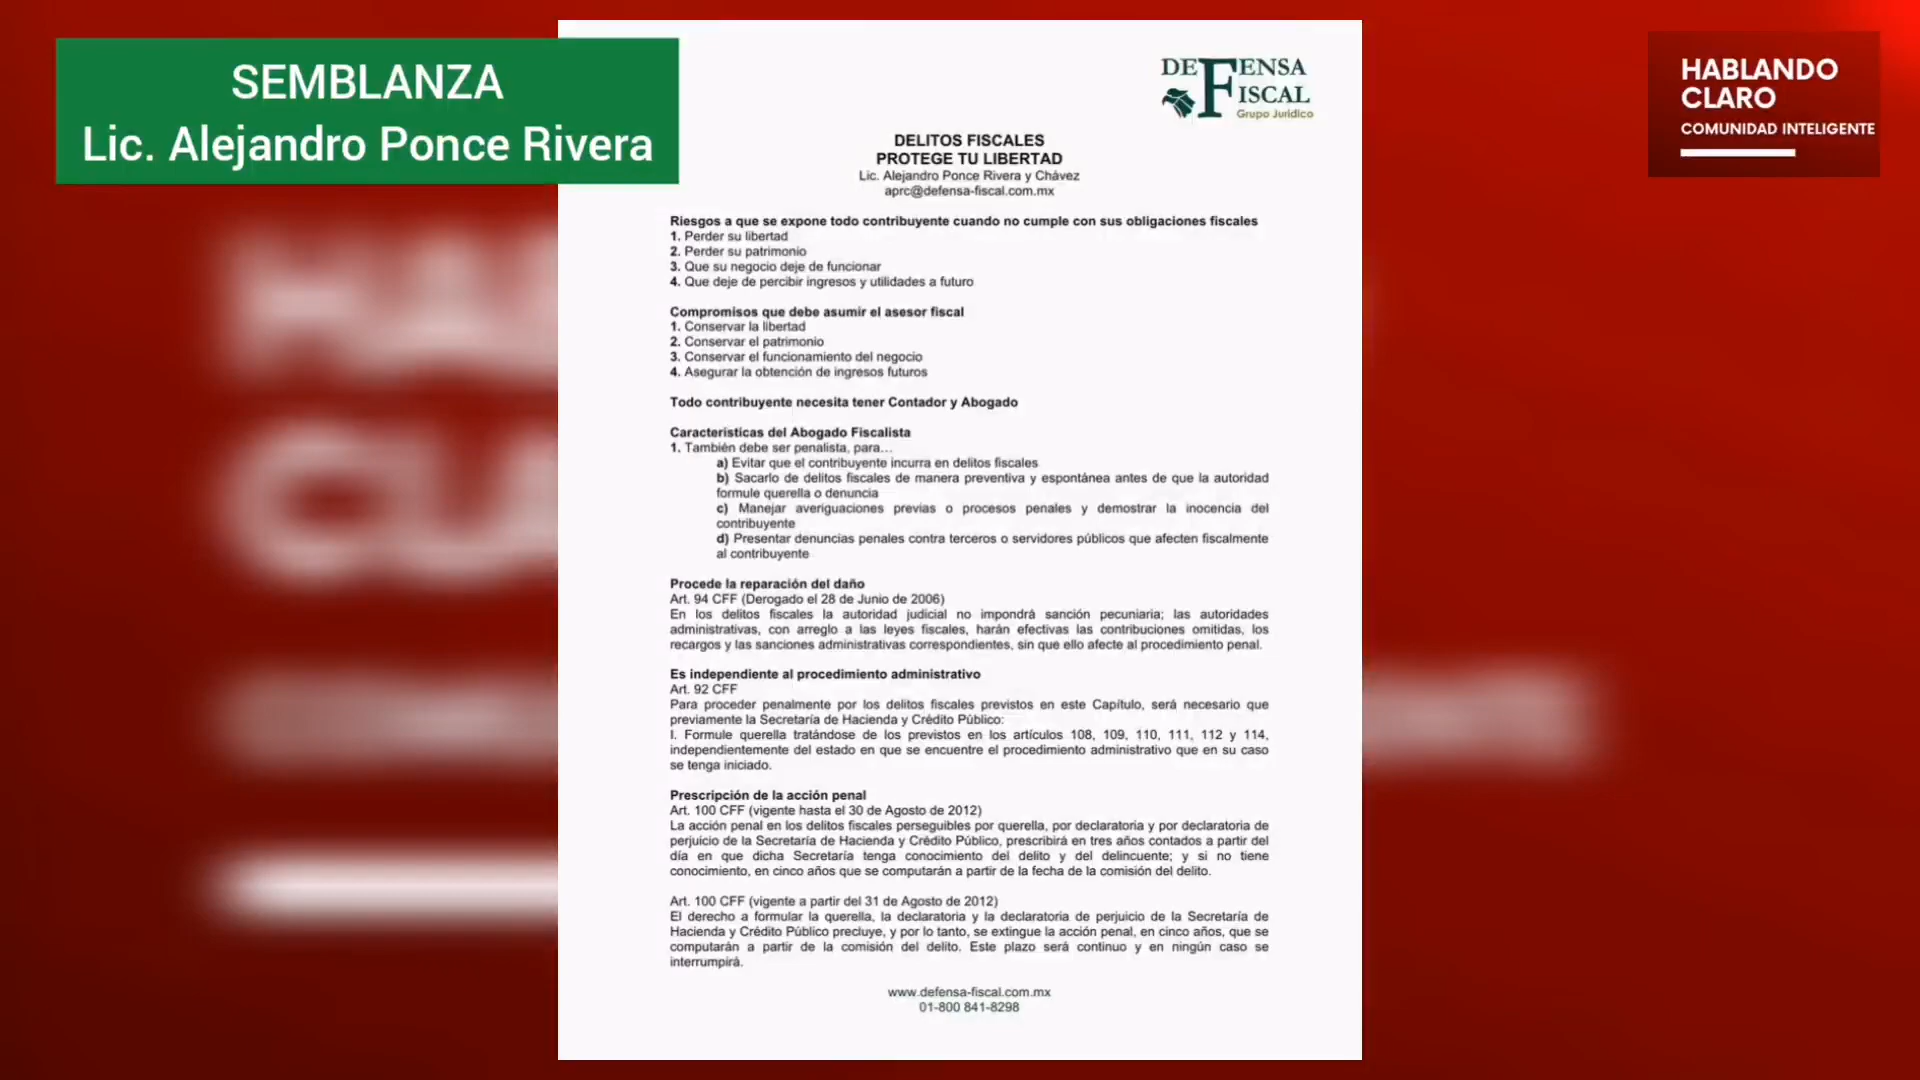 SEMBLANZA
Lic. Alejandro Ponce Rivera
HABLANDO
CLARO
COMUNIDAD INTELIGENTE
DEFENSA
FISCAL
Grupo Jurídico
DELITOS FISCALES
PROTEGE TU LIBERTAD
Lic. Alejandro Ponce Rivera y Chávez
aprc@defensa-fiscal.com.mx
Riesgos a que se expone todo contribuyente cuando no cumple con sus obligaciones fiscales
1. Perder su libertad
2. Perder su patrimonio
3. Que su negocio deje de funcionar
4. Que deje de percibir ingresos y utilidades a futuro
Compromisos que debe asumir el asesor fiscal
1. Conservar la libertad
2. Conservar el patrimonio
3. Conservar el funcionamiento del negocio
4. Asegurar la obtención de ingresos futuros
Todo contribuyente necesita tener Contador y Abogado
Características del Abogado Fiscalista
1. También debe ser penalista, para…
a) Evitar que el contribuyente incurra en delitos fiscales
b) Sacarlo de delitos fiscales de manera preventiva y espontánea antes de que la autoridad
formule querella o denuncia
c) Manejar averiguaciones previas o procesos penales y demostrar la inocencia del
contribuyente
d) Presentar denuncias penales contra terceros o servidores públicos que afecten fiscalmente
al contribuyente
Procede la reparación del daño
Art. 94 CFF (Derogado el 28 de Junio de 2006)
En los delitos fiscales la autoridad judicial no impondrá sanción pecuniaria; las autoridades
administrativas, con arreglo a las leyes fiscales, harán efectivas las contribuciones omitidas, los
recargos y las sanciones administrativas correspondientes, sin que ello afecte al procedimiento penal.
Es independiente al procedimiento administrativo
Art. 92 CFF
Para proceder penalmente por los delitos fiscales previstos en este Capítulo, será necesario que
previamente la Secretaría de Hacienda y Crédito Público:
I. Formule querella tratándose de los previstos en los artículos 108, 109, 110, 111, 112 y 114,
independientemente del estado en que se encuentre el procedimiento administrativo que en su caso
se tenga iniciado.
Prescripción de la acción penal
Art. 100 CFF (vigente hasta el 30 de Agosto de 2012)
La acción penal en los delitos fiscales perseguibles por querella, por declaratoria y por declaratoria de
perjuicio de la Secretaría de Hacienda y Crédito Público, prescribirá en tres años contados a partir del
día en que dicha Secretaría tenga conocimiento del delito y del delincuente; y si no tiene
conocimiento, en cinco años que se computarán a partir de la fecha de la comisión del delito.
Art. 100 CFF (vigente a partir del 31 de Agosto de 2012)
El derecho a formular la querella, la declaratoria y la declaratoria de perjuicio de la Secretaría de
Hacienda y Crédito Público precluye, y por lo tanto, se extingue la acción penal, en cinco años, que se
computarán a partir de la comisión del delito. Este plazo será continuo y en ningún caso se
interrumpirá.
www.defensa-fiscal.com.mx
01-800 841-8298